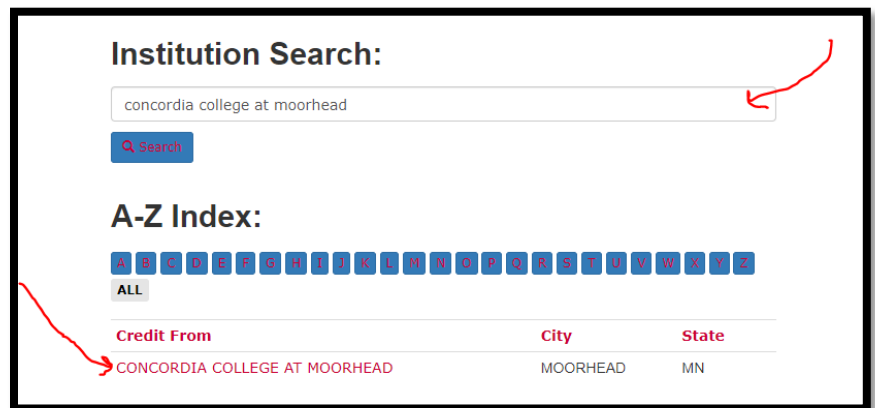 Institution Search:
concordia college at moorhead
Search
A-Z Index:
A B C D E F G H I J K L M N O P Q R S T U V W X Y Z
ALL
Credit From City State
CONCORDIA COLLEGE AT MOORHEAD MOORHEAD MN